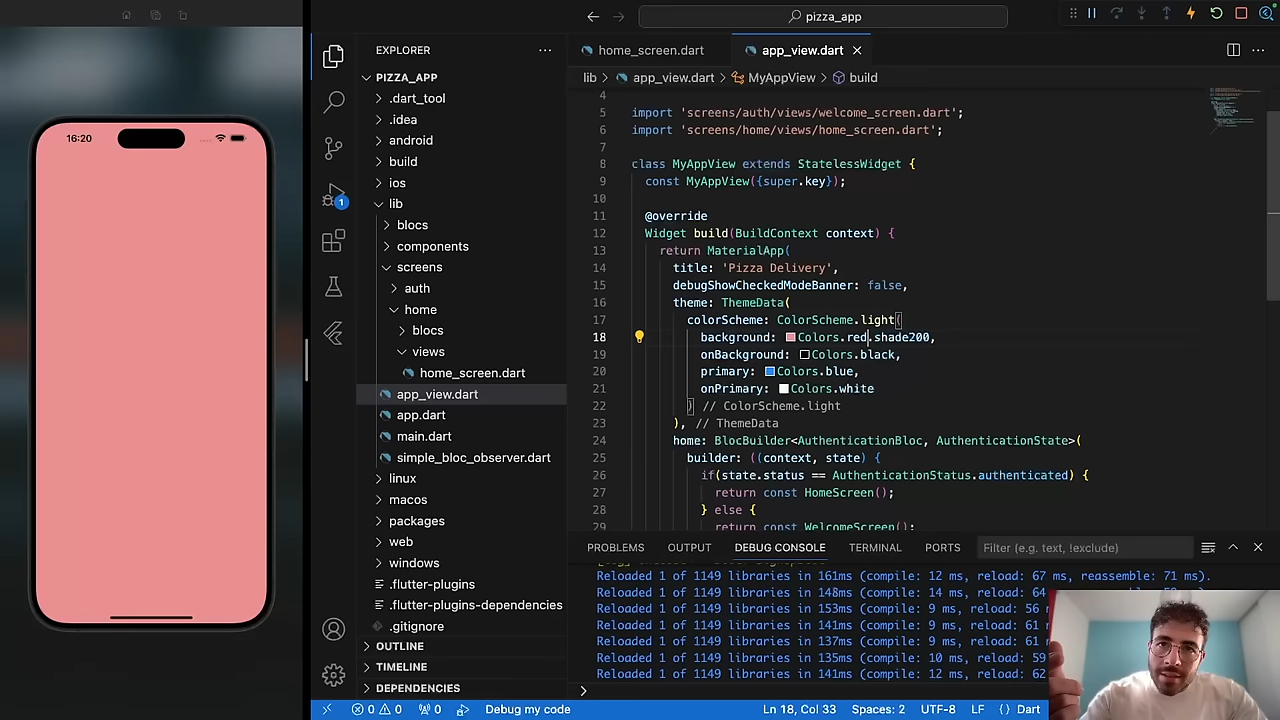 pizza_app
16:20
EXPLORER
PIZZA_APP
.dart_tool
.idea
android
build
ios
lib
blocs
components
screens
auth
home
blocs
views
home_screen.dart
app_view.dart
app.dart
main.dart
simple_bloc_observer.dart
linux
macos
packages
web
windows
.flutter-plugins
.flutter-plugins-dependencies
.gitignore
OUTLINE
TIMELINE
DEPENDENCIES
1
home_screen.dart
app_view.dart
lib > app_view.dart > MyAppView > build
4
5 import 'screens/auth/views/welcome_screen.dart';
6 import 'screens/home/views/home_screen.dart';
7
8 class MyAppView extends StatelessWidget {
9 const MyAppView({super.key});
10
11 @override
12 Widget build(BuildContext context) {
13 return MaterialApp(
14 title: 'Pizza Delivery',
15 debugShowCheckedModeBanner: false,
16 theme: ThemeData(
17 colorScheme: ColorScheme.light(
18 background: Colors.red.shade200,
19 onBackground: Colors.black,
20 primary: Colors.blue,
21 onPrimary: Colors.white
22 ) // ColorScheme.light
23 ), // ThemeData
24 home: BlocBuilder<AuthenticationBloc, AuthenticationState>(
25 builder: ((context, state) {
26 if(state.status == AuthenticationStatus.authenticated) {
27 return const HomeScreen();
28 } else {
29 return const WelcomeScreen();
PROBLEMS OUTPUT DEBUG CONSOLE TERMINAL PORTS Filter (e.g. text, !exclude)
Reloaded 1 of 1149 libraries in 161ms (compile: 12 ms, reload: 67 ms, reassemble: 71 ms).
Reloaded 1 of 1149 libraries in 148ms (compile: 14 ms, reload: 64
Reloaded 1 of 1149 libraries in 153ms (compile: 9 ms, reload: 56 m
Reloaded 1 of 1149 libraries in 141ms (compile: 9 ms, reload: 61 m
Reloaded 1 of 1149 libraries in 137ms (compile: 9 ms, reload: 61 m
Reloaded 1 of 1149 libraries in 135ms (compile: 10 ms, reload: 59
Reloaded 1 of 1149 libraries in 141ms (compile: 12 ms, reload: 62
0 0 0 Debug my code Ln 18, Col 33 Spaces: 2 UTF-8 LF {} Dart